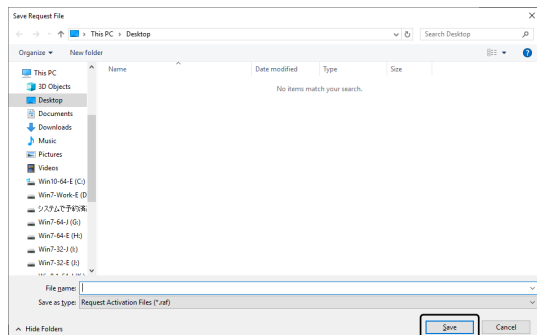 Save Request File
This PC > Desktop
Search Desktop
Organize
New folder
Name
Date modified
Type
Size
No items match your search.
This PC
3D Objects
Desktop
Documents
Downloads
Music
Pictures
Videos
Win10-64-E (C:)
Win7-Work-E (D
システムで予約済
Win7-64-J (G:)
Win7-64-E (H:)
Win7-32-J (I:)
Win7-32-E (J:)
File name:
Save as type: Request Activation Files (*.raf)
Hide Folders
Save
Cancel